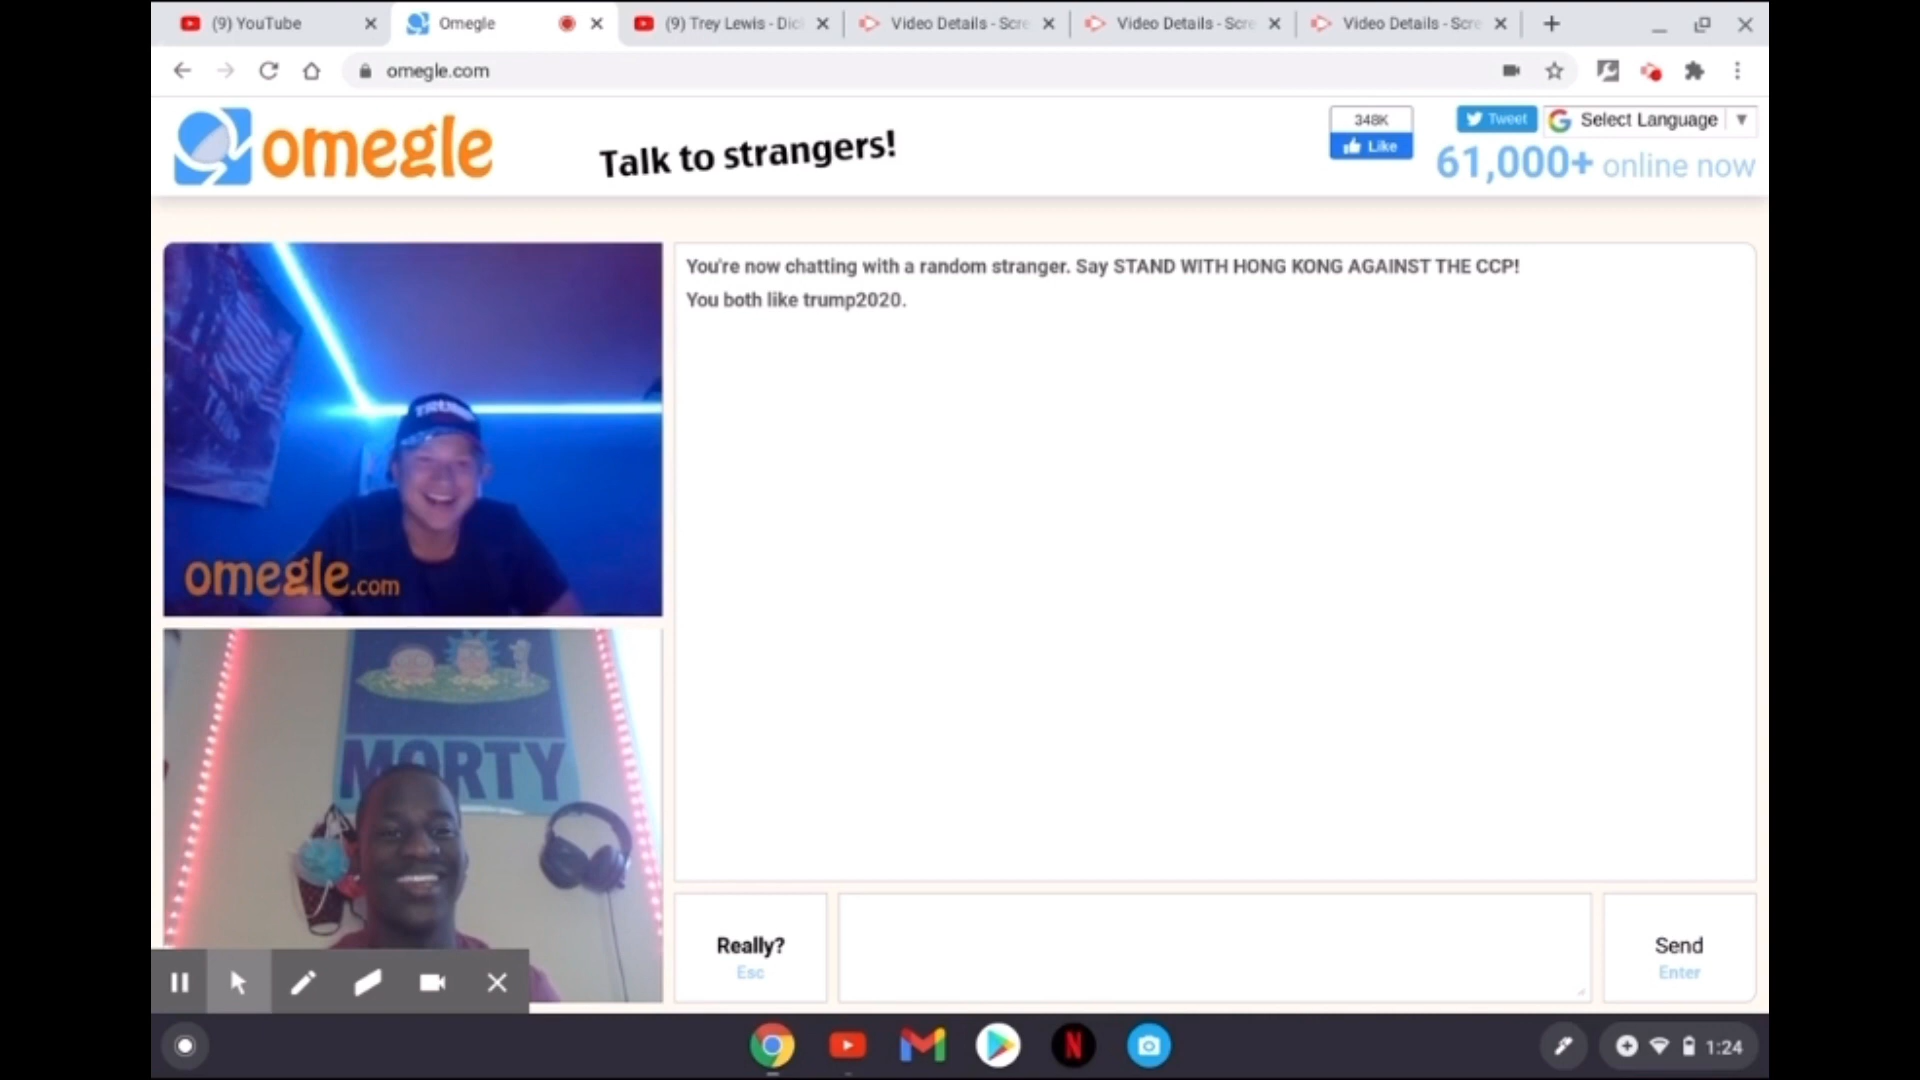 (9) YouTube
Omegle
(9) Trey Lewis - Dic
Video Details - Scre
Video Details - Scre
Video Details - Scre
omegle.com
omegle
Talk to strangers!
348K
Like
Tweet
Select Language
61,000+ online now
You're now chatting with a random stranger. Say STAND WITH HONG KONG AGAINST THE CCP!
You both like trump2020.
TRUMP
omegle.com
MORTY
Really?
Esc
Send
Enter
1:24